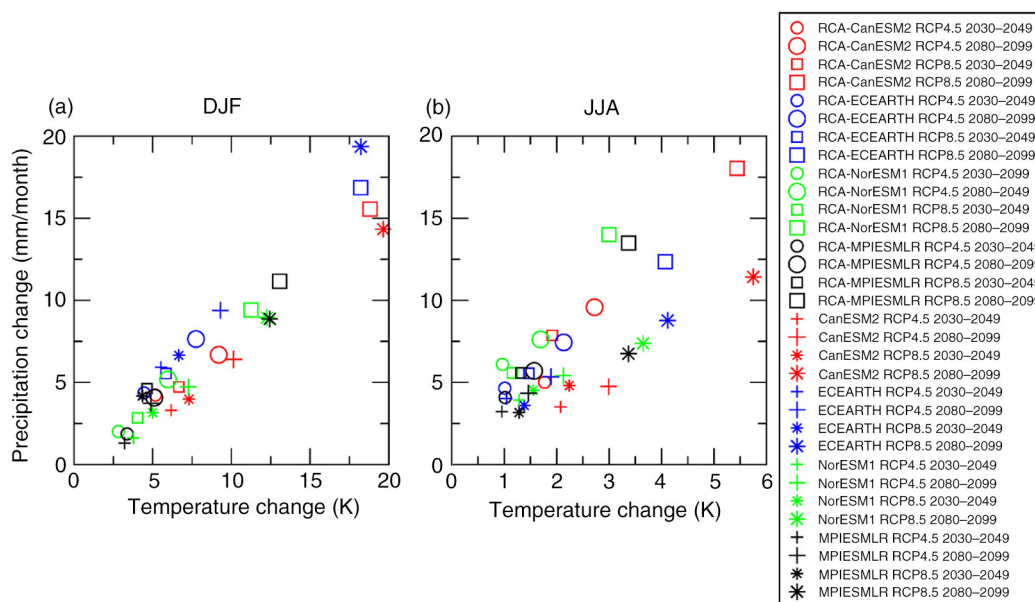 (a)
DJF
Precipitation change (mm/month)
20
15
10
5
0
0
5
10
15
20
Temperature change (K)
(b)
JJA
20
15
10
5
0
0
1
2
3
4
5
6
Temperature change (K)
RCA-CanESM2 RCP4.5 2030–2049
RCA-CanESM2 RCP4.5 2080–2099
RCA-CanESM2 RCP8.5 2030–2049
RCA-CanESM2 RCP8.5 2080–2099
RCA-ECEARTH RCP4.5 2030–2049
RCA-ECEARTH RCP4.5 2080–2099
RCA-ECEARTH RCP8.5 2030–2049
RCA-ECEARTH RCP8.5 2080–2099
RCA-NorESM1 RCP4.5 2030–2099
RCA-NorESM1 RCP4.5 2080–2049
RCA-NorESM1 RCP8.5 2030–2049
RCA-NorESM1 RCP8.5 2080–2099
RCA-MPIESMLR RCP4.5 2030–2049
RCA-MPIESMLR RCP4.5 2080–2099
RCA-MPIESMLR RCP8.5 2030–2049
RCA-MPIESMLR RCP8.5 2080–2099
CanESM2 RCP4.5 2030–2049
CanESM2 RCP4.5 2080–2099
CanESM2 RCP8.5 2030–2049
CanESM2 RCP8.5 2080–2099
ECEARTH RCP4.5 2030–2049
ECEARTH RCP4.5 2080–2099
ECEARTH RCP8.5 2030–2049
ECEARTH RCP8.5 2080–2099
NorESM1 RCP4.5 2030–2049
NorESM1 RCP4.5 2080–2099
NorESM1 RCP8.5 2030–2049
NorESM1 RCP8.5 2080–2099
MPIESMLR RCP4.5 2030–2049
MPIESMLR RCP4.5 2080–2099
MPIESMLR RCP8.5 2030–2049
MPIESMLR RCP8.5 2080–2099